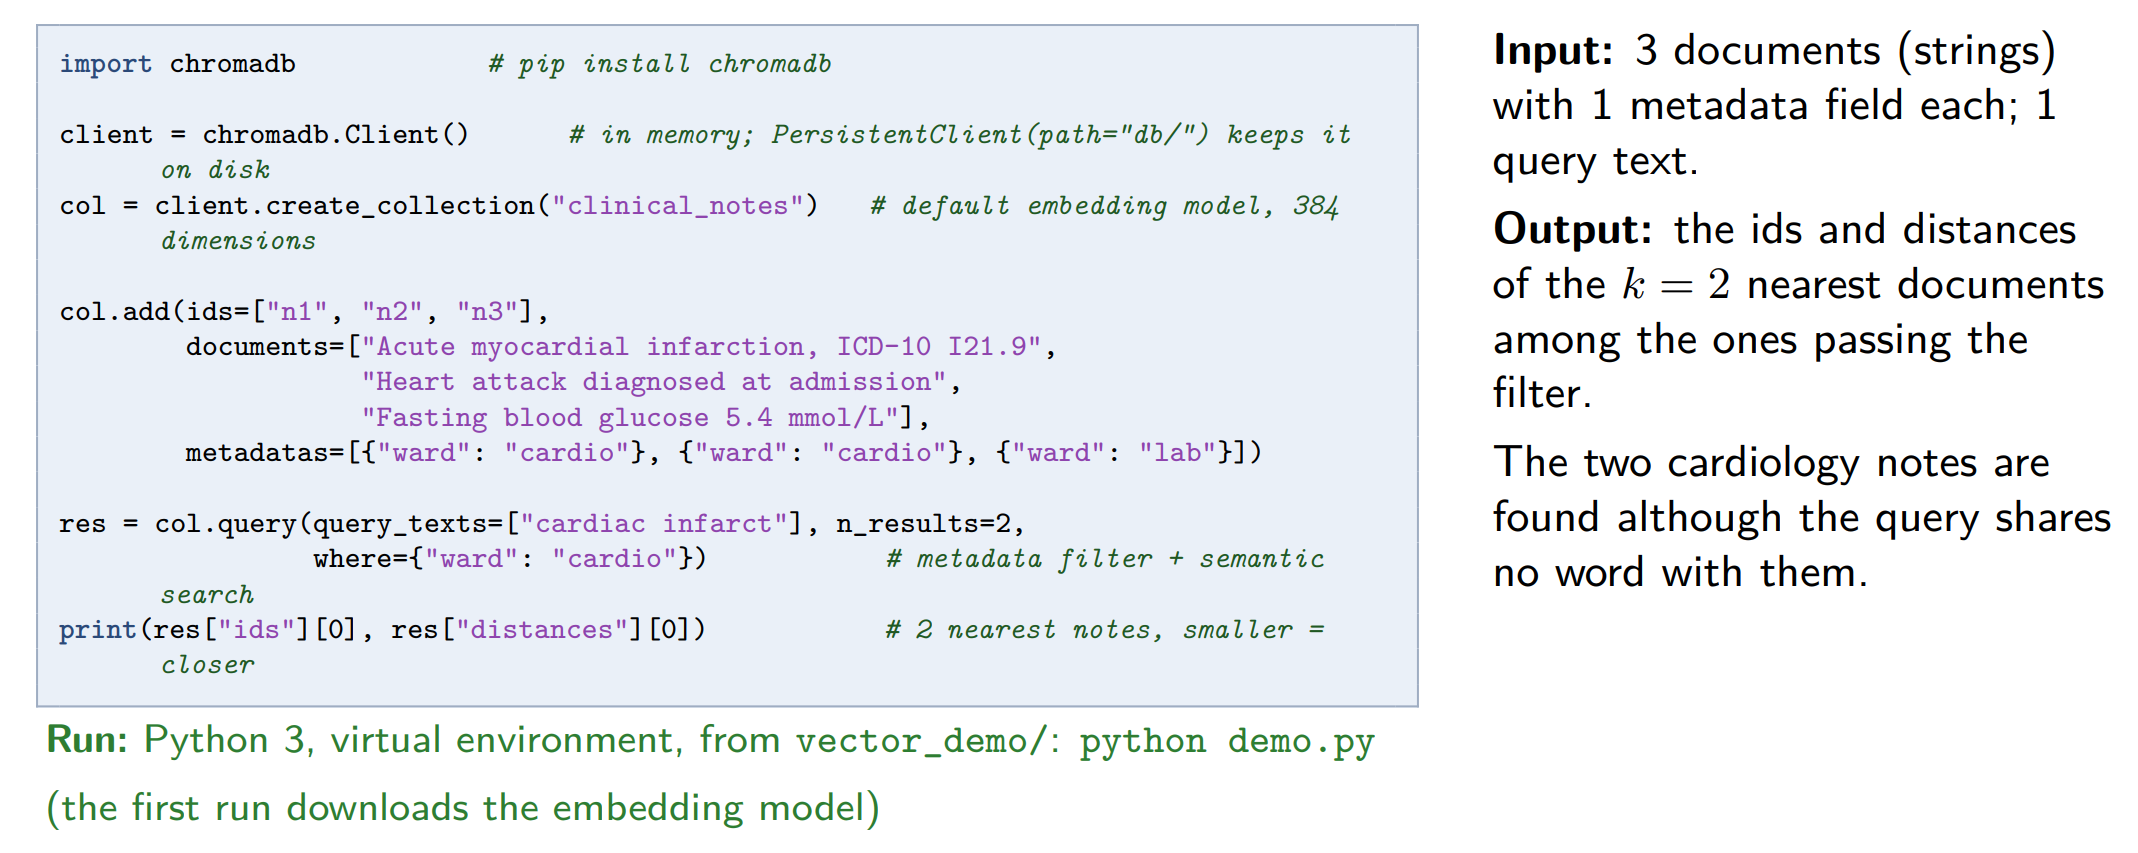 import chromadb # pip install chromadb
client = chromadb.Client() # in memory; PersistentClient(path="db/") keeps it
on disk
col = client.create_collection("clinical_notes") # default embedding model, 384
dimensions
col.add(ids=["n1", "n2", "n3"],
documents=["Acute myocardial infarction, ICD-10 I21.9",
"Heart attack diagnosed at admission",
"Fasting blood glucose 5.4 mmol/L"],
metadatas=[{"ward": "cardio"}, {"ward": "cardio"}, {"ward": "lab"}])
res = col.query(query_texts=["cardiac infarct"], n_results=2,
where={"ward": "cardio"}) # metadata filter + semantic
search
print(res["ids"][0], res["distances"][0]) # 2 nearest notes, smaller =
closer
Run: Python 3, virtual environment, from vector_demo/: python demo.py
(the first run downloads the embedding model)
Input: 3 documents (strings)
with 1 metadata field each; 1
query text.
Output: the ids and distances
of the k = 2 nearest documents
among the ones passing the
filter.
The two cardiology notes are
found although the query shares
no word with them.